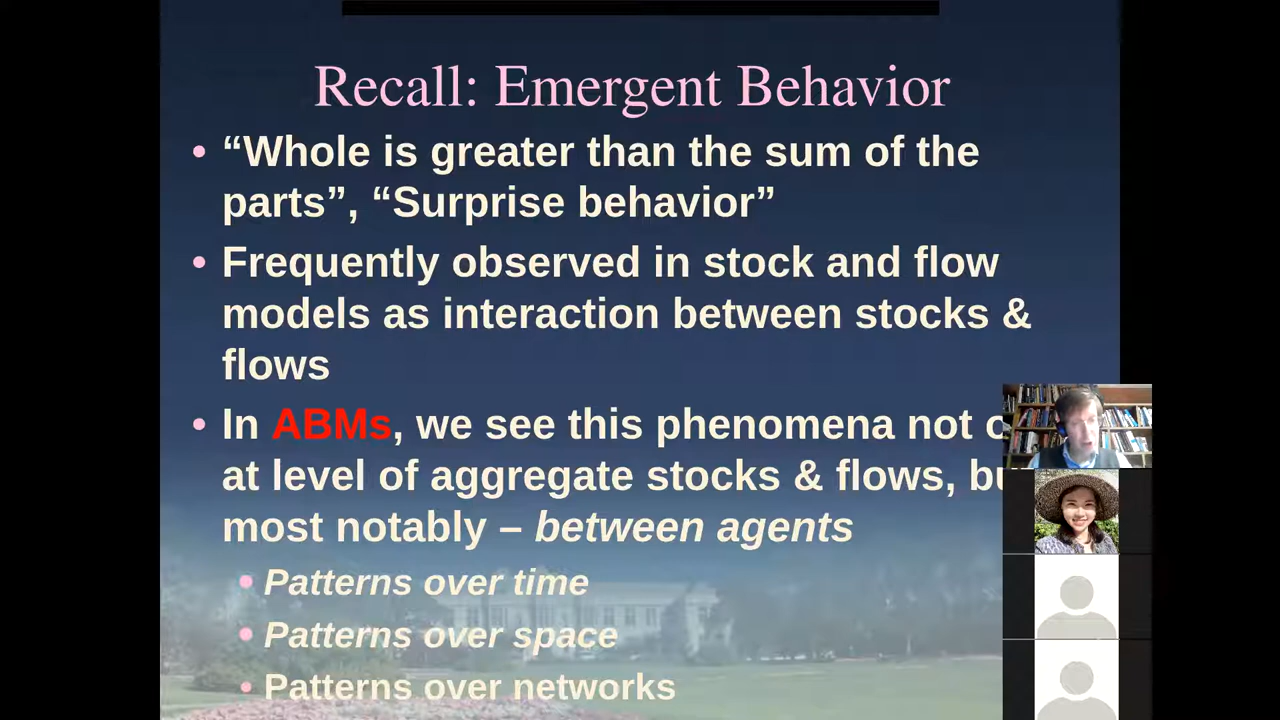 Recall: Emergent Behavior
• “Whole is greater than the sum of the
parts”, “Surprise behavior”
• Frequently observed in stock and flow
models as interaction between stocks &
flows
• In ABMs, we see this phenomena not
at level of aggregate stocks & flows,
most notably – between agents
• Patterns over time
• Patterns over space
• Patterns over networks